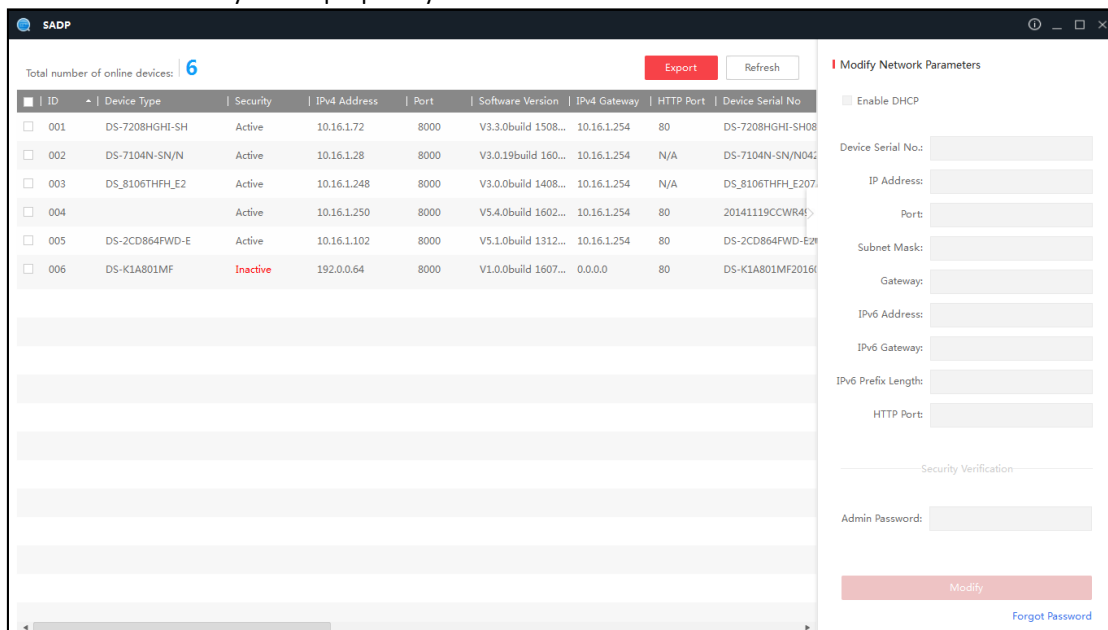 SADP
Total number of online devices: 6
Export
Refresh
ID | Device Type | Security | IPv4 Address | Port | Software Version | IPv4 Gateway | HTTP Port | Device Serial No
001 DS-7208HGHI-SH Active 10.16.1.72 8000 V3.3.0build 1508... 10.16.1.254 80 DS-7208HGHI-SH08
002 DS-7104N-SN/N Active 10.16.1.28 8000 V3.0.19build 160... 10.16.1.254 N/A DS-7104N-SN/N042
003 DS_8106THFH_E2 Active 10.16.1.248 8000 V3.0.0build 1408... 10.16.1.254 N/A DS_8106THFH_E207
004 Active 10.16.1.250 8000 V5.4.0build 1602... 10.16.1.254 80 20141119CCWR49
005 DS-2CD864FWD-E Active 10.16.1.102 8000 V5.1.0build 1312... 10.16.1.254 80 DS-2CD864FWD-E20
006 DS-K1A801MF Inactive 192.0.0.64 8000 V1.0.0build 1607... 0.0.0.0 80 DS-K1A801MF2016
Modify Network Parameters
Enable DHCP
Device Serial No.:
IP Address:
Port:
Subnet Mask:
Gateway:
IPv6 Address:
IPv6 Gateway:
IPv6 Prefix Length:
HTTP Port:
Security Verification
Admin Password:
Modify
Forgot Password